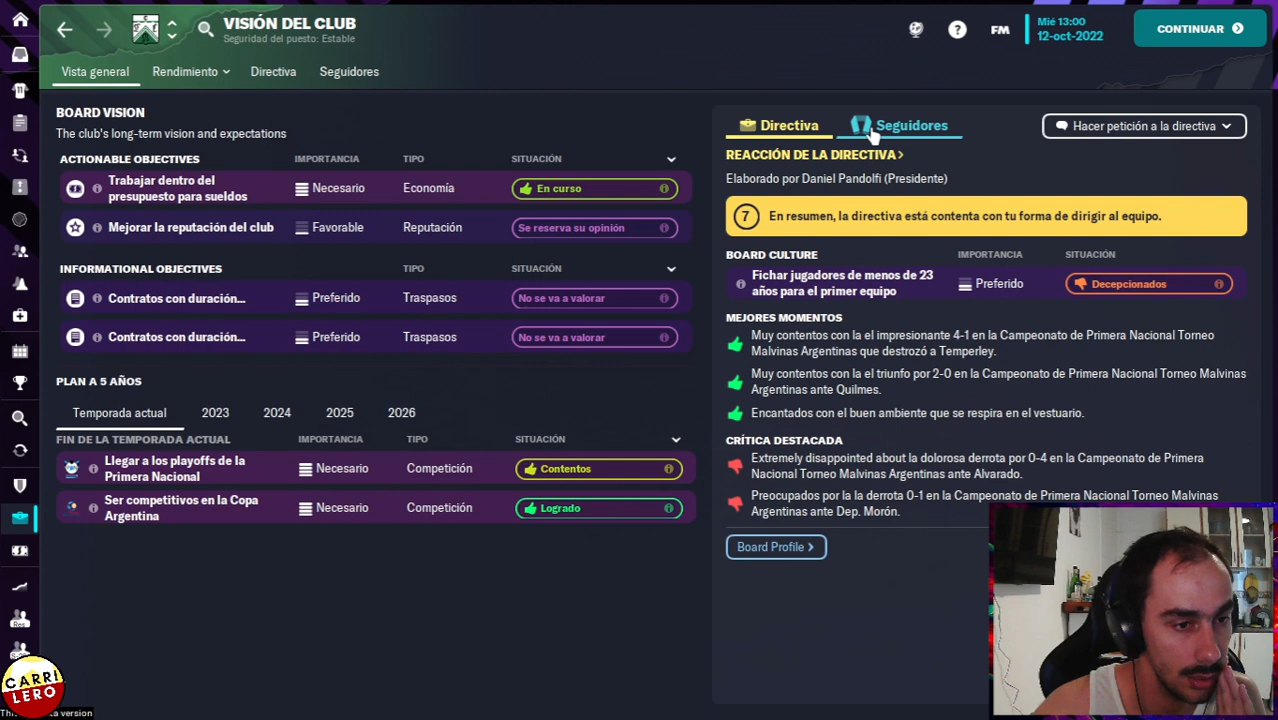 VISIÓN DEL CLUB
Seguridad del puesto: Estable
FM
Mié 13:00
12-oct-2022
CONTINUAR
Vista general
Rendimiento
Directiva
Seguidores
BOARD VISION
The club's long-term vision and expectations
ACTIONABLE OBJECTIVES IMPORTANCIA TIPO SITUACIÓN
Trabajar dentro del
presupuesto para sueldos
Necesario Economía En curso
Mejorar la reputación del club Favorable Reputación Se reserva su opinión
INFORMATIONAL OBJECTIVES TIPO SITUACIÓN
Contratos con duración... Preferido Traspasos No se va a valorar
Contratos con duración... Preferido Traspasos No se va a valorar
PLAN A 5 AÑOS
Temporada actual 2023 2024 2025 2026
FIN DE LA TEMPORADA ACTUAL IMPORTANCIA TIPO SITUACIÓN
Llegar a los playoffs de la
Primera Nacional
Necesario Competición Contentos
Ser competitivos en la Copa
Argentina
Necesario Competición Logrado
Directiva
Seguidores
Hacer petición a la directiva
REACCIÓN DE LA DIRECTIVA
Elaborado por Daniel Pandolfi (Presidente)
7 En resumen, la directiva está contenta con tu forma de dirigir al equipo.
BOARD CULTURE IMPORTANCIA SITUACIÓN
Fichar jugadores de menos de 23
años para el primer equipo
Preferido Decepcionados
MEJORES MOMENTOS
Muy contentos con la el impresionante 4-1 en la Campeonato de Primera Nacional Torneo
Malvinas Argentinas que destrozó a Temperley.
Muy contentos con la el triunfo por 2-0 en la Campeonato de Primera Nacional Torneo Malvinas
Argentinas ante Quilmes.
Encantados con el buen ambiente que se respira en el vestuario.
CRÍTICA DESTACADA
Extremely disappointed about la dolorosa derrota por 0-4 en la Campeonato de Primera
Nacional Torneo Malvinas Argentinas ante Alvarado.
Preocupados por la la derrota 0-1 en la Campeonato de Primera Nacional Torneo Malvinas
Argentinas ante Dep. Morón.
Board Profile
11
Res
CARRI
LERO
version